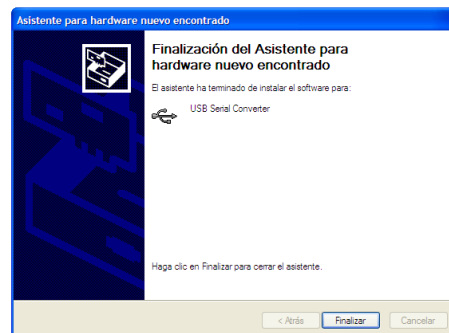 Asistente para hardware nuevo encontrado
Finalización del Asistente para
hardware nuevo encontrado
El asistente ha terminado de instalar el software para:
USB Serial Converter
Haga clic en Finalizar para cerrar el asistente.
< Atrás Finalizar Cancelar